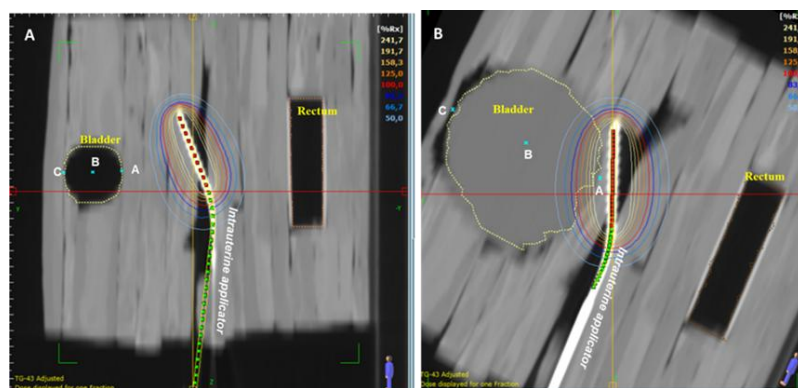 A
[%Rx]
241,7
191,7
158,3
125,0
100,0
66,7
50,0
Rectum
Bladder
C
B
A
Intrauterine applicator
TG-43 Adjusted
Dose displayed for one Fraction
B
[%Rx]
241,
191,
158
125
100
Bladder
C
B
A
Rectum
Intrauterine applicator
TG-43 Adjusted
Dose displayed for one Fraction